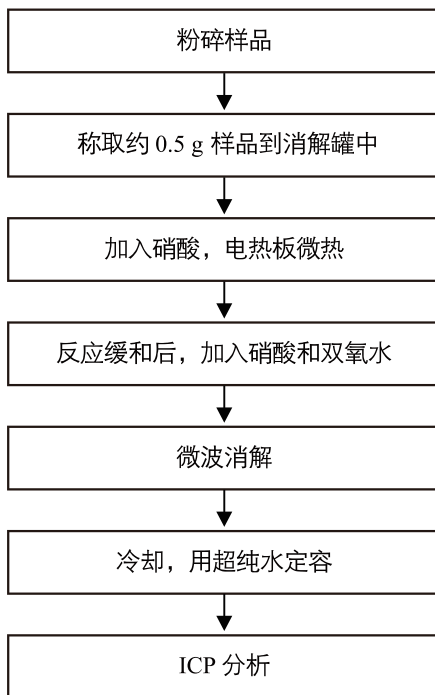 粉碎样品
称取约 0.5 g 样品到消解罐中
加入硝酸，电热板微热
反应缓和后，加入硝酸和双氧水
微波消解
冷却，用超纯水定容
ICP 分析